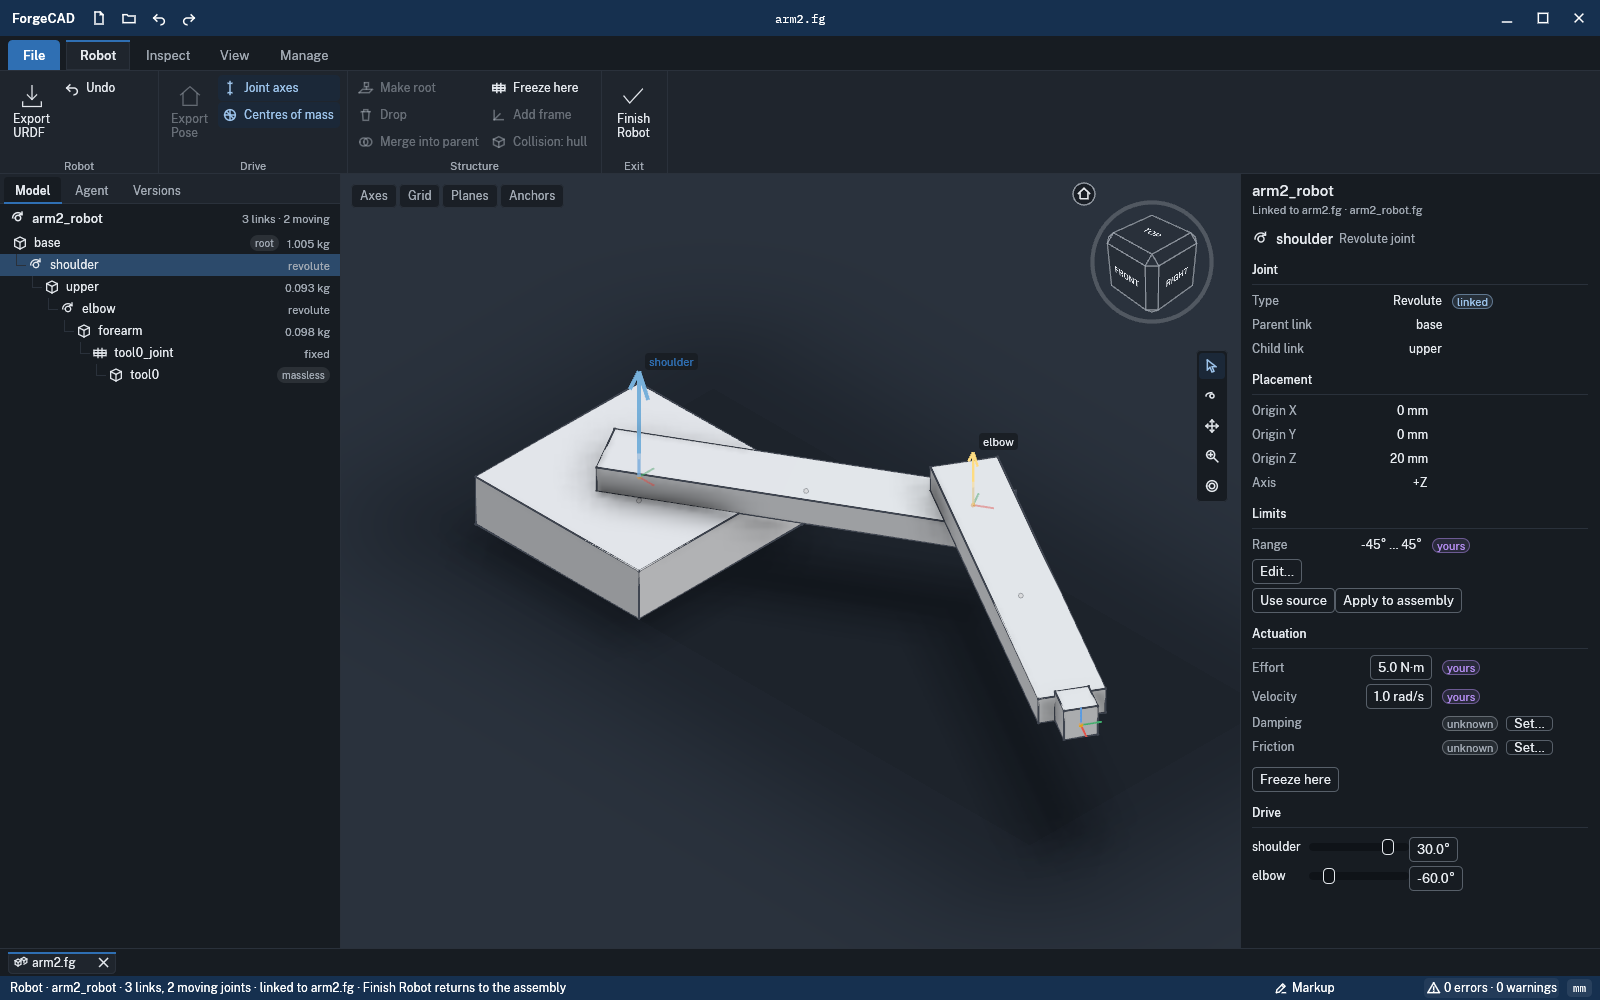 ForgeCAD
arm2.fg
File
Robot
Inspect
View
Manage
Export URDF
Undo
Robot
Export Pose
Joint axes
Centres of mass
Drive
Make root
Drop
Merge into parent
Freeze here
Add frame
Collision: hull
Structure
Finish Robot
Exit
Model
Agent
Versions
arm2_robot
3 links · 2 moving
base
root
1.005 kg
shoulder
revolute
upper
0.093 kg
elbow
revolute
forearm
0.098 kg
tool0_joint
fixed
tool0
massless
Axes
Grid
Planes
Anchors
TOP
FRONT
RIGHT
shoulder
elbow
arm2_robot
Linked to arm2.fg · arm2_robot.fg
shoulder Revolute joint
Joint
Type Revolute linked
Parent link base
Child link upper
Placement
Origin X 0 mm
Origin Y 0 mm
Origin Z 20 mm
Axis +Z
Limits
Range -45° ... 45° yours
Edit...
Use source Apply to assembly
Actuation
Effort 5.0 N·m yours
Velocity 1.0 rad/s yours
Damping unknown Set...
Friction unknown Set...
Freeze here
Drive
shoulder 30.0°
elbow -60.0°
arm2.fg
Robot · arm2_robot · 3 links, 2 moving joints · linked to arm2.fg · Finish Robot returns to the assembly
Markup
0 errors · 0 warnings
mm